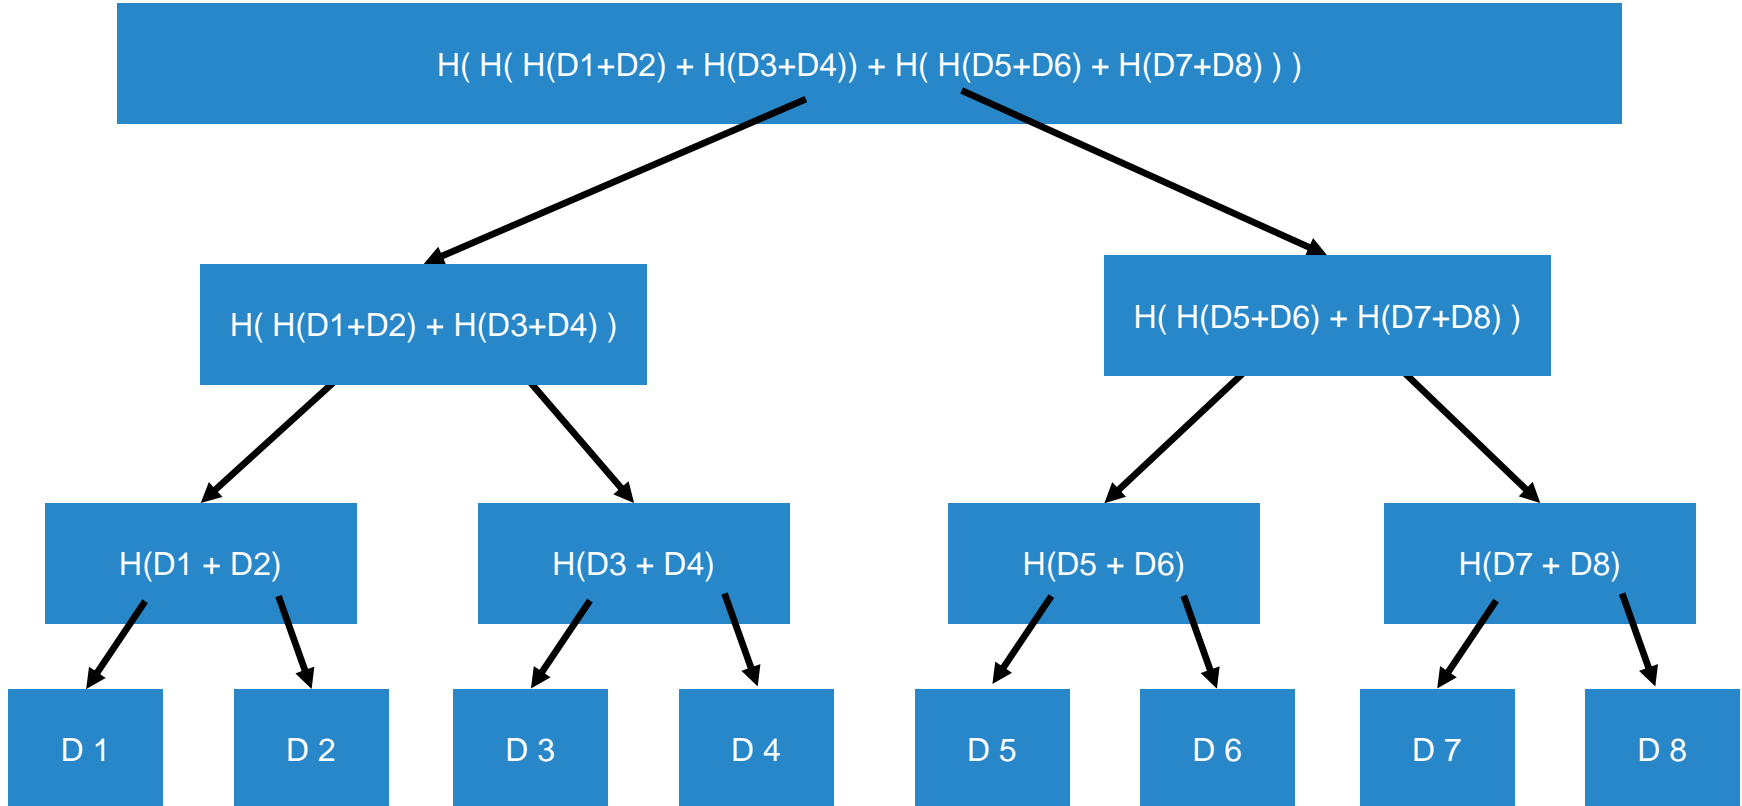 H( H( H(D1+D2) + H(D3+D4)) + H( H(D5+D6) + H(D7+D8) ) )
H( H(D1+D2) + H(D3+D4) )
H( H(D5+D6) + H(D7+D8) )
H(D1 + D2)
H(D3 + D4)
H(D5 + D6)
H(D7 + D8)
D 1
D 2
D 3
D 4
D 5
D 6
D 7
D 8